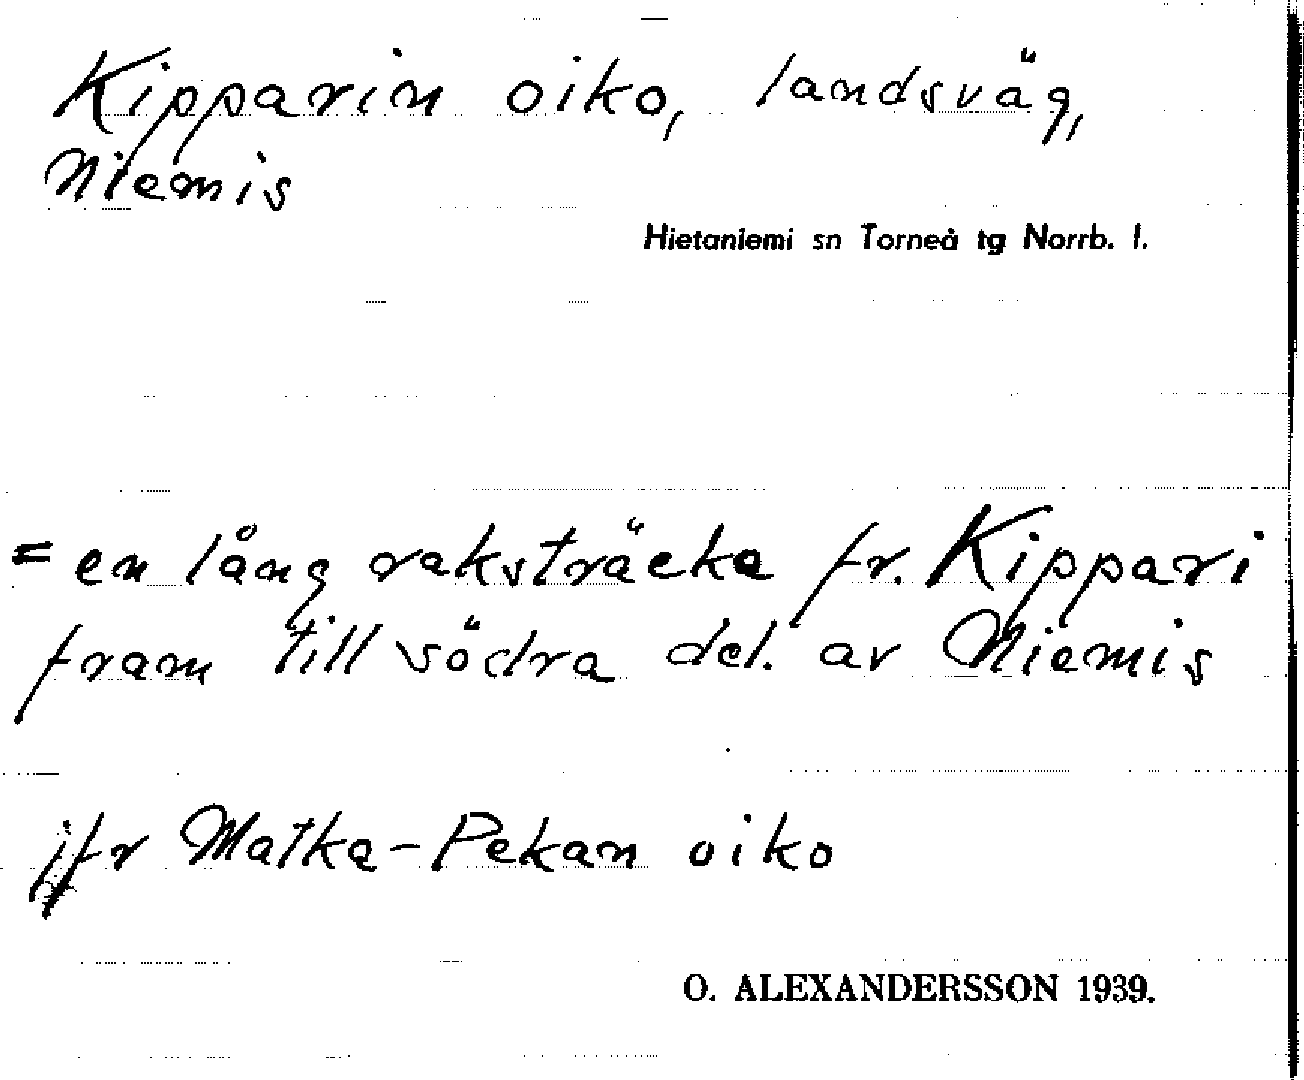 Kipparin oiko, landsväg,
Niemis
Hietaniemi sn Torneå tg Norrb. l.
= en lång raksträcka fr. Kippari
fram till södra del. av Niemis
jfr Matka-Pekan oiko
O. ALEXANDERSSON 1939.